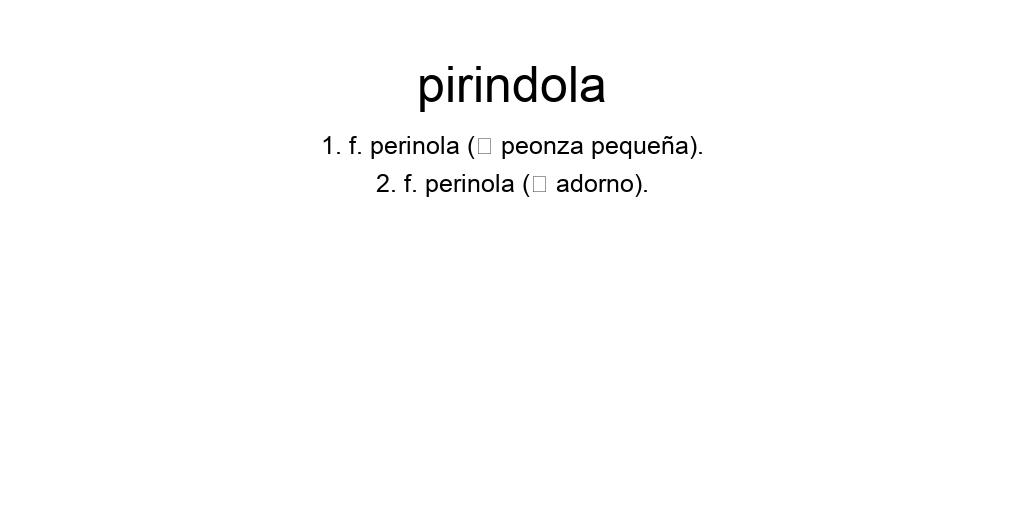 pirindola
1. f. perinola (□ peonza pequeña).
2. f. perinola (□ adorno).